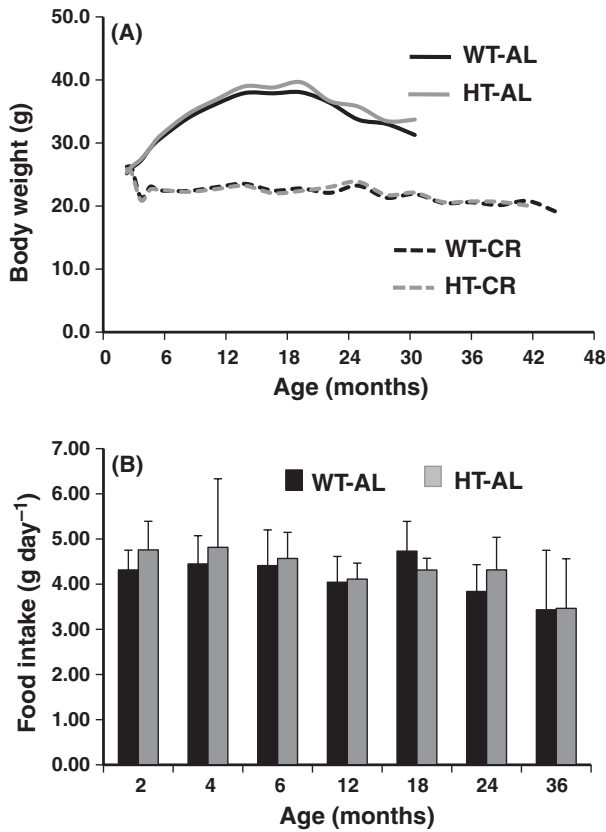 (A)
50.0
40.0
30.0
20.0
10.0
0.0
Body weight (g)
WT-AL
HT-AL
WT-CR
HT-CR
0 6 12 18 24 30 36 42 48
Age (months)
(B)
7.00
6.00
5.00
4.00
3.00
2.00
1.00
0.00
Food intake (g day⁻¹)
WT-AL HT-AL
2 4 6 12 18 24 36
Age (months)